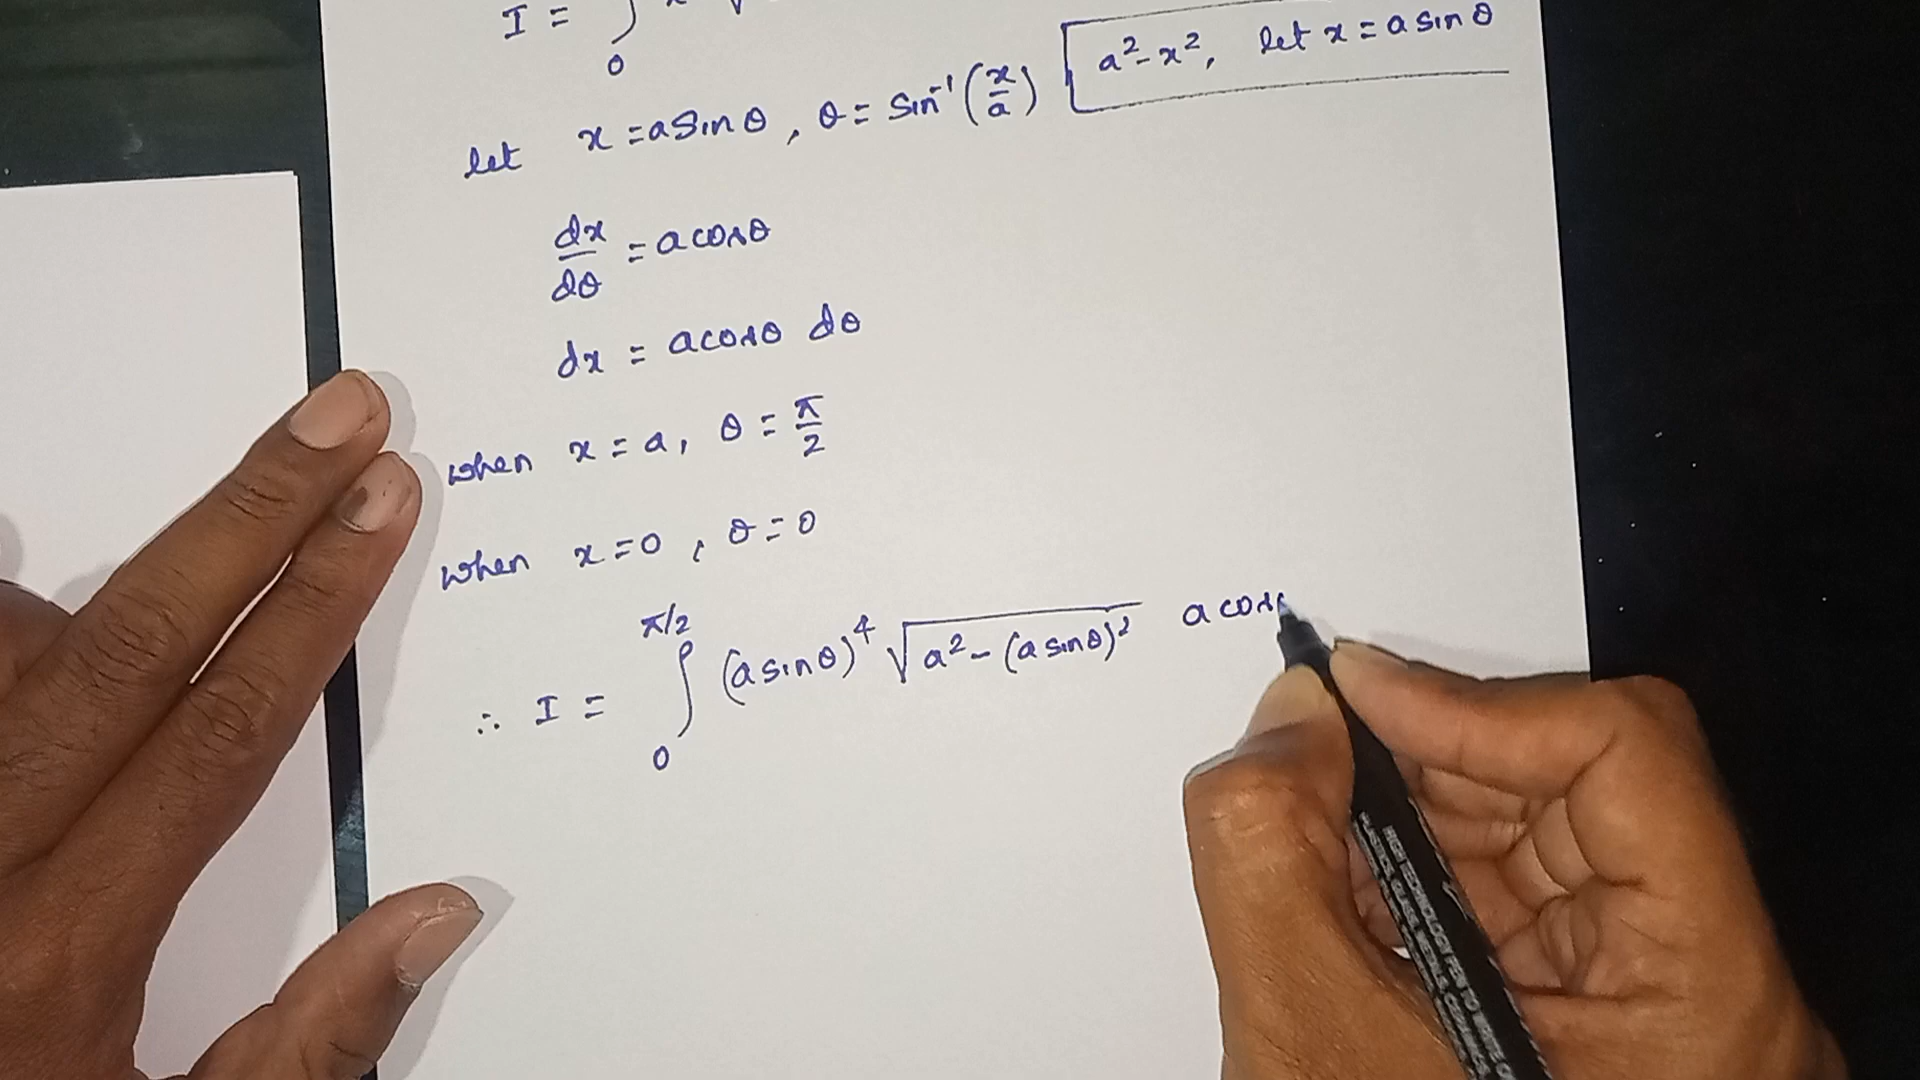 I = ∫
0
let x = a sin θ , θ = sin⁻¹(x/a) a² - x², let x = a sin θ
dx/dθ = a cos θ
dx = a cos θ dθ
when x = a, θ = π/2
when x = 0 , θ = 0
π/2
∴ I = ∫ (a sin θ)⁴ √a² - (a sin θ)² a cos
0